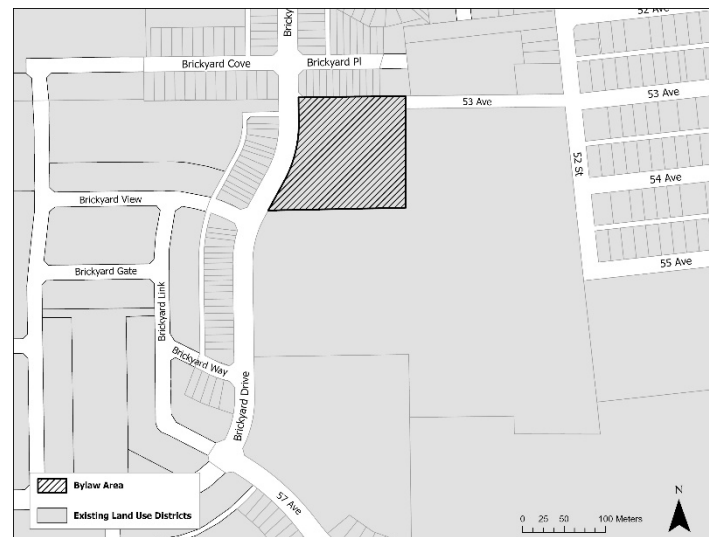 52 Ave
Brickya
Brickyard Cove
Brickyard Pl
53 Ave
53 Ave
52 St
54 Ave
Brickyard View
55 Ave
Brickyard Gate
Brickyard Link
Brickyard Way
Brickyard Drive
57 Ave
Bylaw Area
Existing Land Use Districts
N
0 25 50 100 Meters